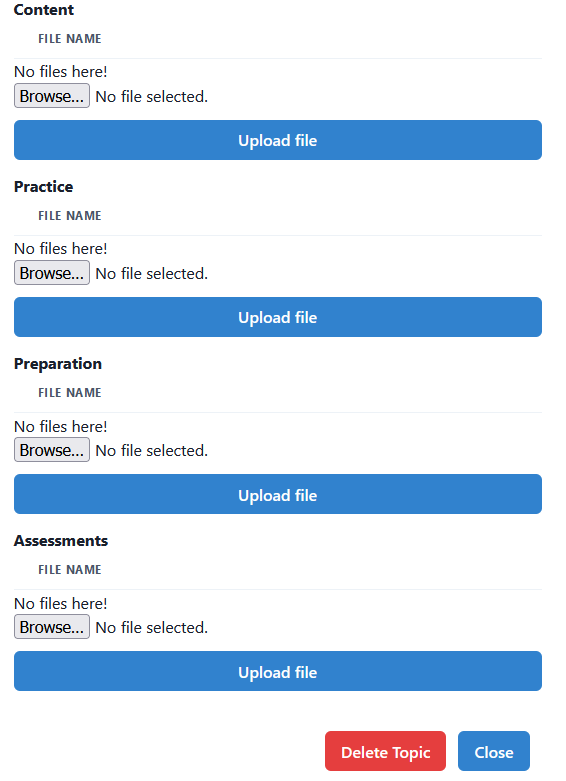 Content
FILE NAME
No files here!
Browse... No file selected.
Upload file
Practice
FILE NAME
No files here!
Browse... No file selected.
Upload file
Preparation
FILE NAME
No files here!
Browse... No file selected.
Upload file
Assessments
FILE NAME
No files here!
Browse... No file selected.
Upload file
Delete Topic Close